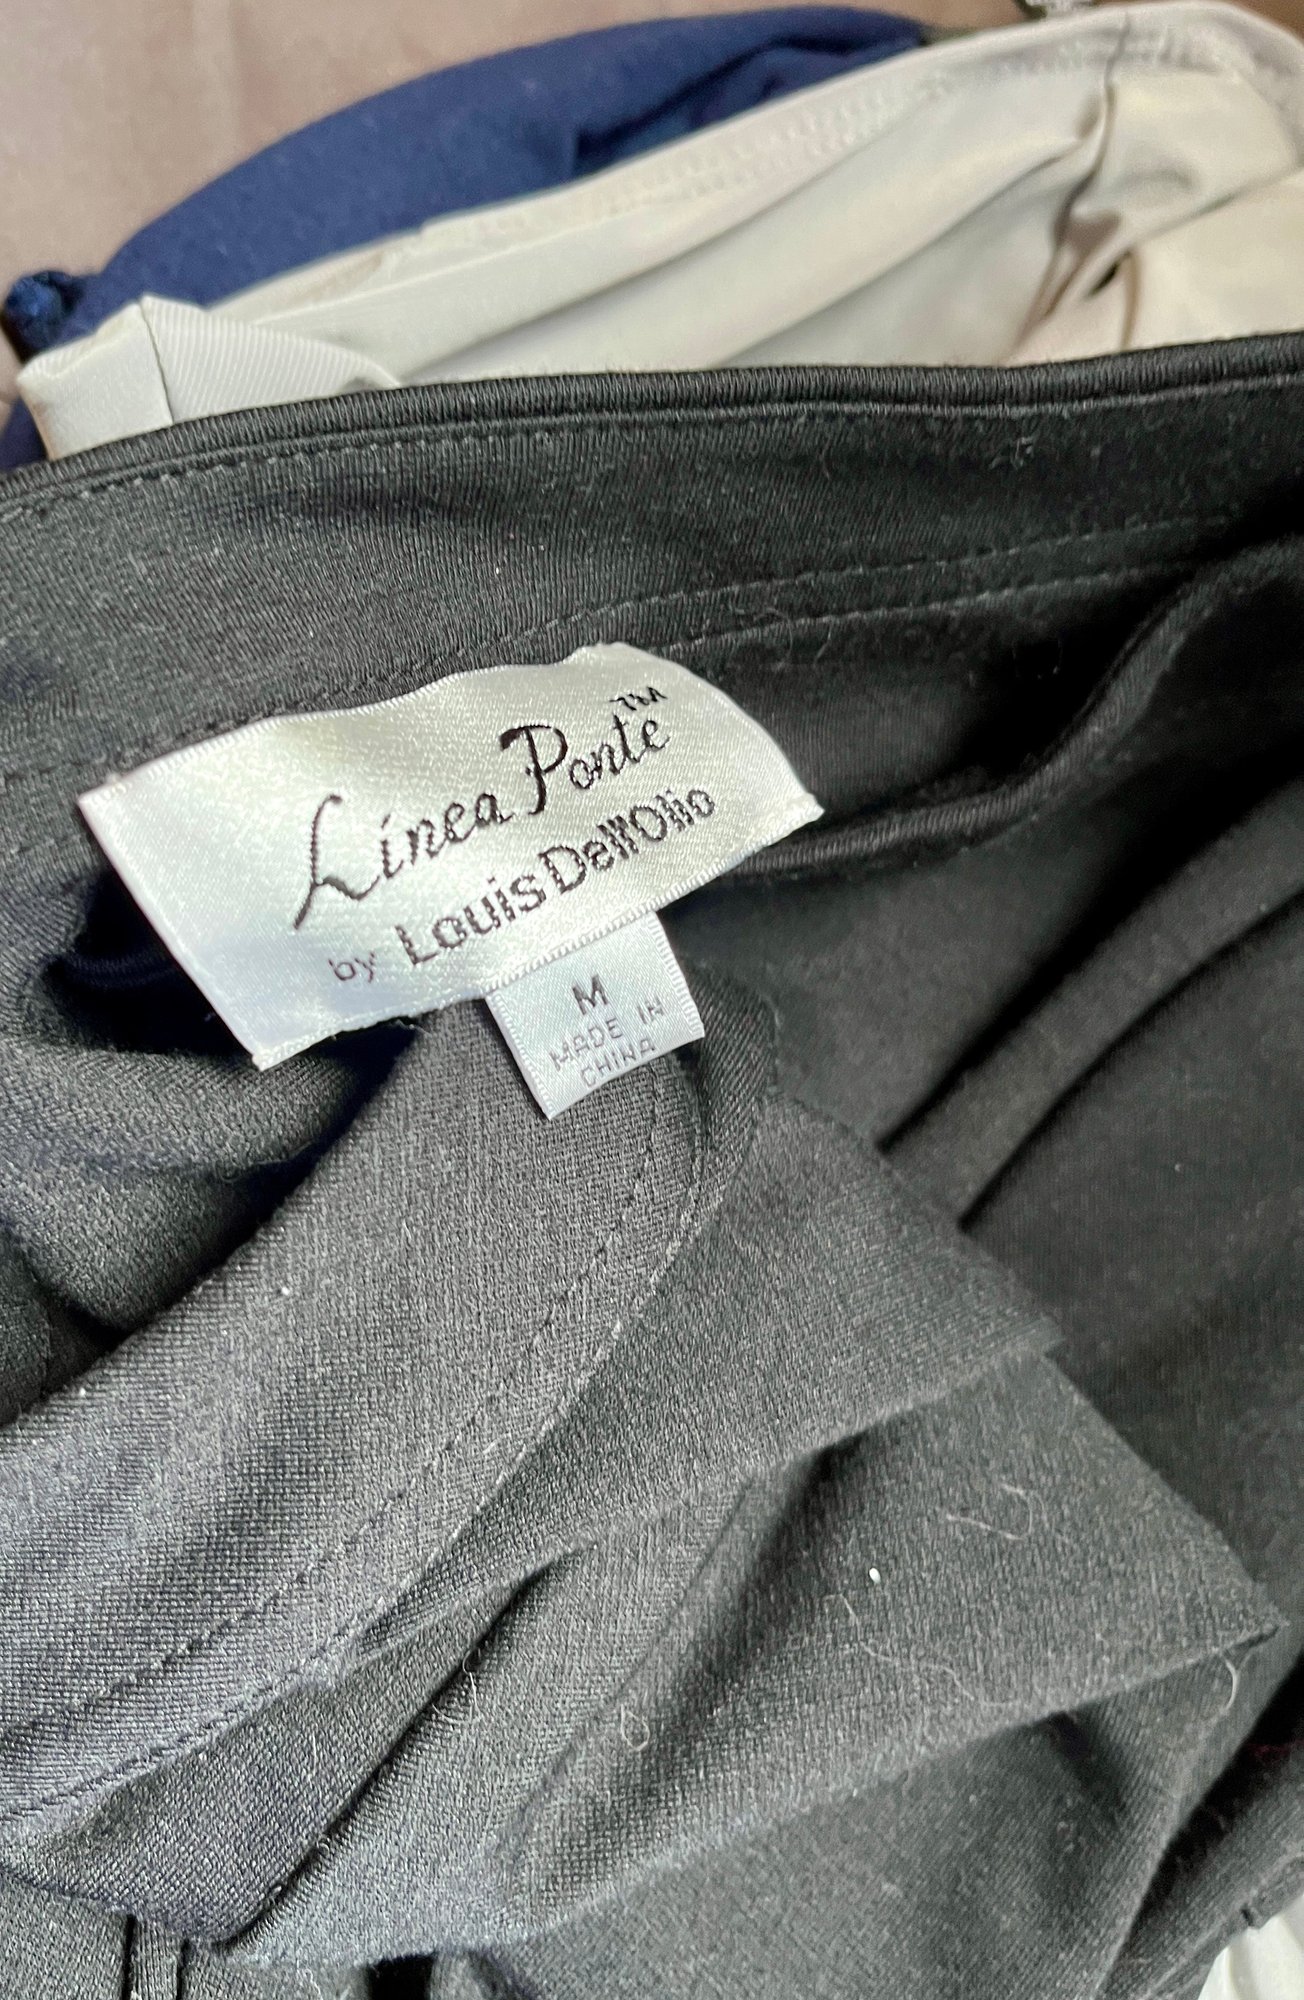 Linea Ponte™
by Louis Dell'Olio
M
MADE IN
CHINA